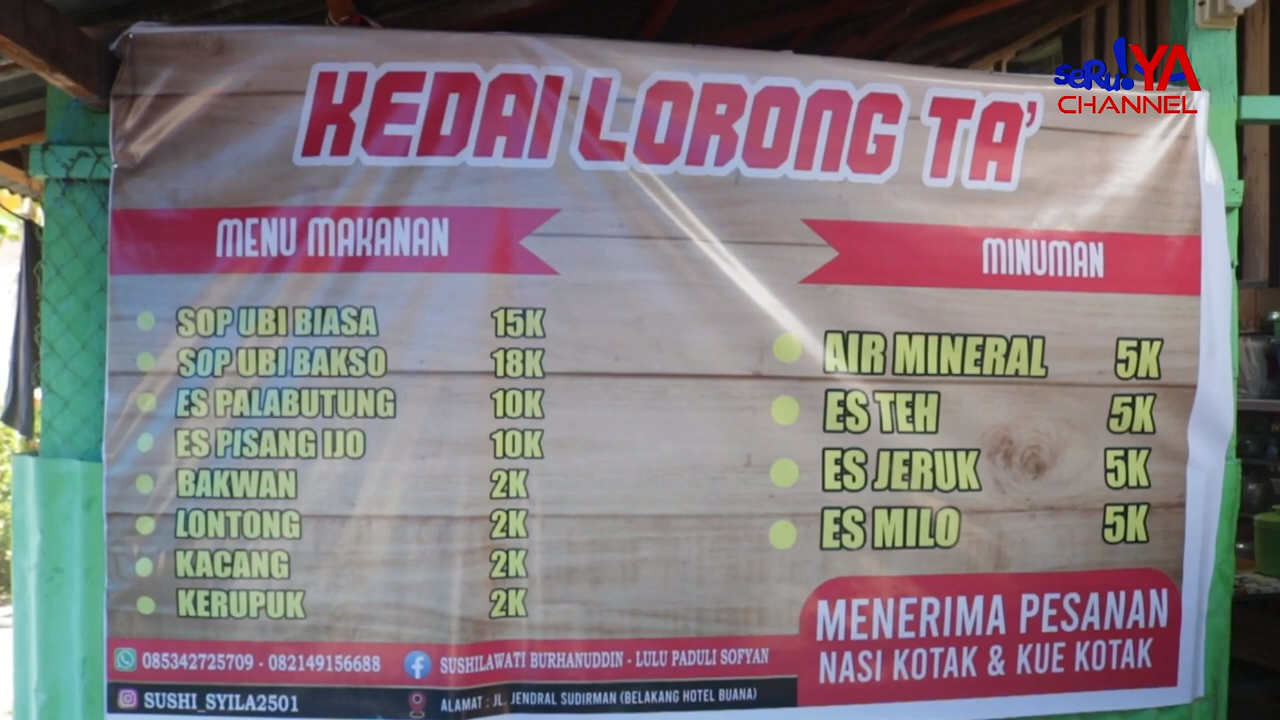 seRu!YA
CHANNEL
KEDAI LORONG TA'
MENU MAKANAN
SOP UBI BIASA 15K
SOP UBI BAKSO 18K
ES PALABUTUNG 10K
ES PISANG IJO 10K
BAKWAN 2K
LONTONG 2K
KACANG 2K
KERUPUK 2K
MINUMAN
AIR MINERAL 5K
ES TEH 5K
ES JERUK 5K
ES MILO 5K
MENERIMA PESANAN
NASI KOTAK & KUE KOTAK
085342725709 - 082149156688
SUSHILAWATI BURHANUDDIN - LULU PADULI SOFYAN
SUSHI_SYILA2501
ALAMAT : JL. JENDRAL SUDIRMAN (BELAKANG HOTEL BUANA)